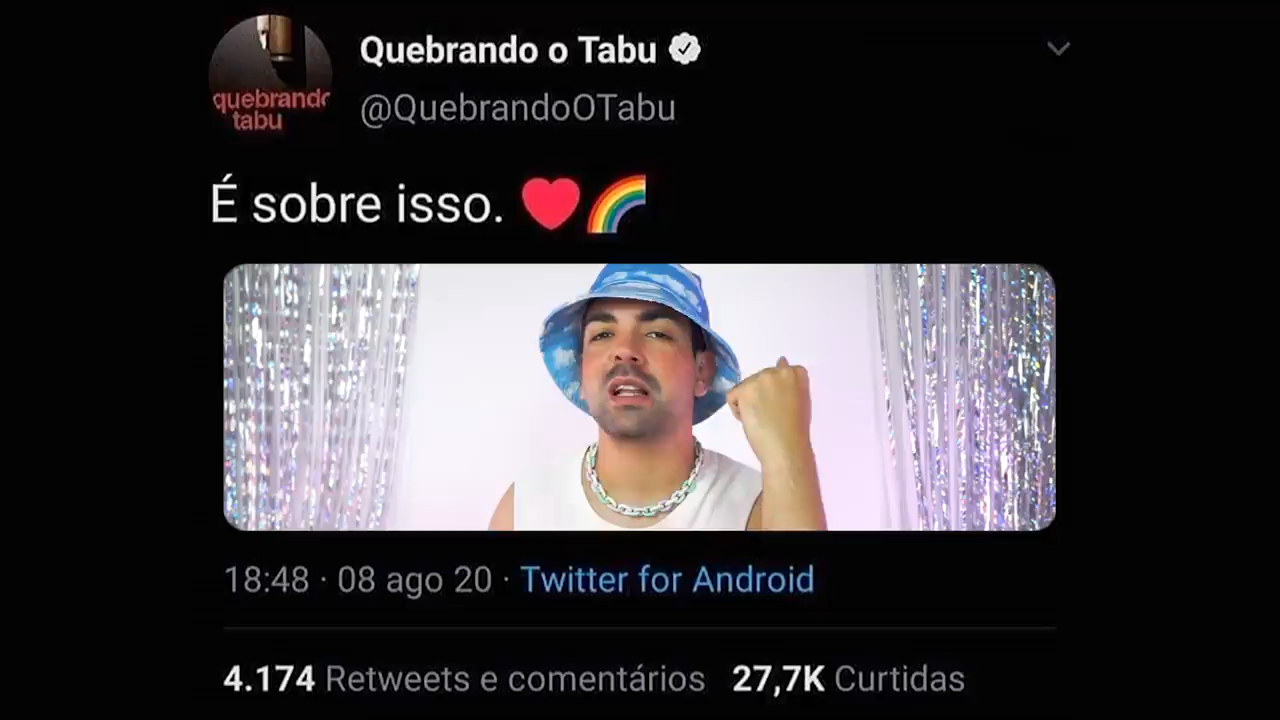 quebrando
tabu
Quebrando o Tabu
@QuebrandoOTabu
É sobre isso. ❤️🌈
18:48 · 08 ago 20 · Twitter for Android
4.174 Retweets e comentários 27,7K Curtidas